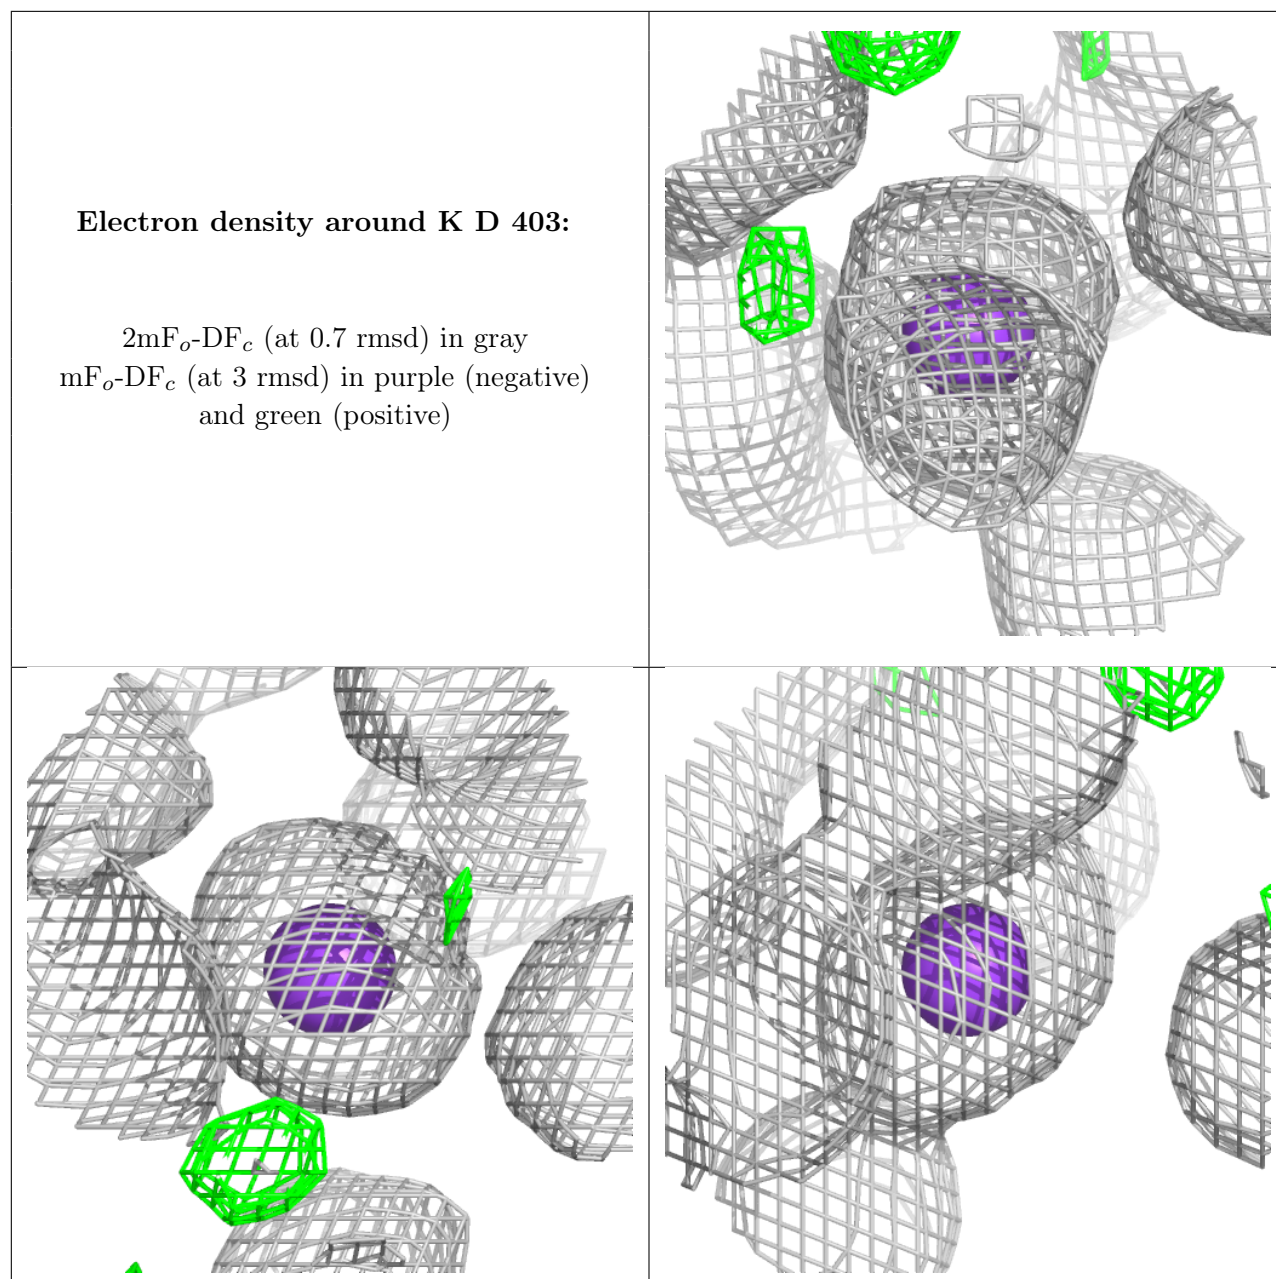 Electron density around K D 403:
2mFo-DFc (at 0.7 rmsd) in gray
mFo-DFc (at 3 rmsd) in purple (negative)
and green (positive)